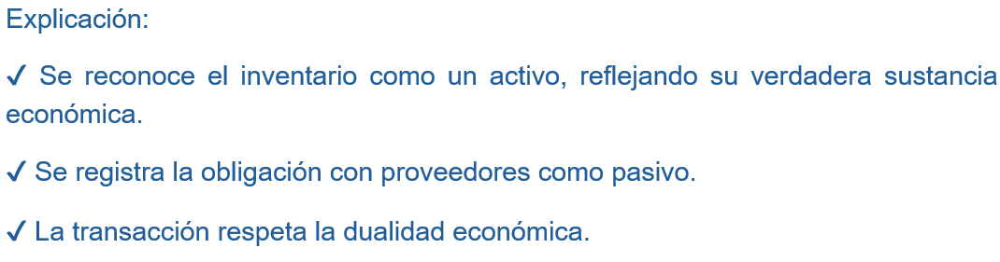 Explicación:
✓ Se reconoce el inventario como un activo, reflejando su verdadera sustancia
económica.
✓ Se registra la obligación con proveedores como pasivo.
✓ La transacción respeta la dualidad económica.